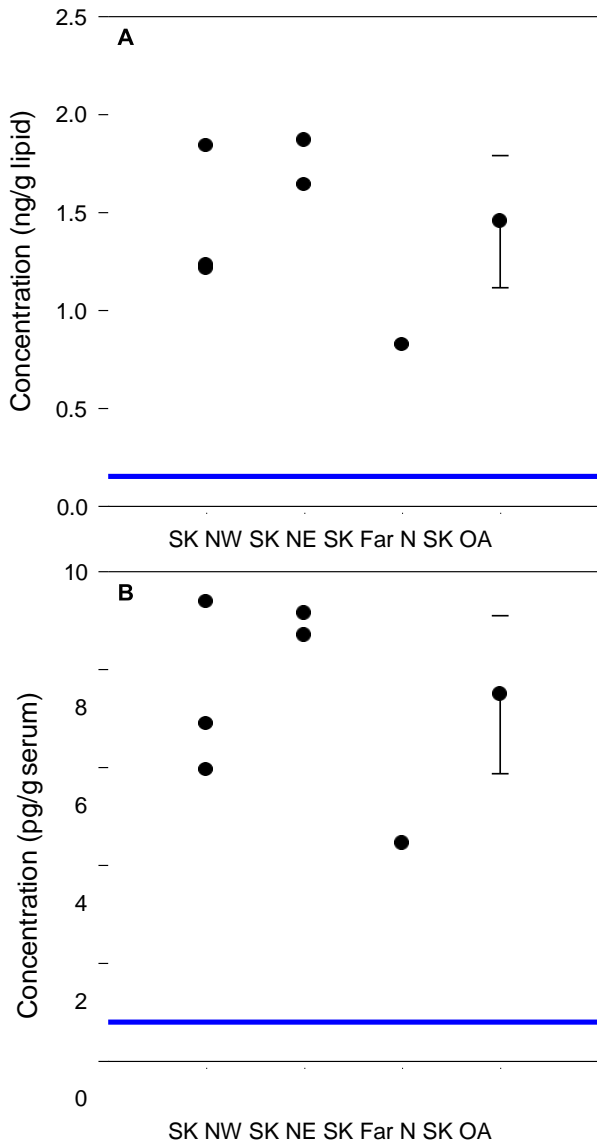 2.5
A
2.0
1.5
1.0
0.5
0.0
Concentration (ng/g lipid)
SK NW SK NE SK Far N SK OA
10
B
8
6
4
2
0
Concentration (pg/g serum)
SK NW SK NE SK Far N SK OA